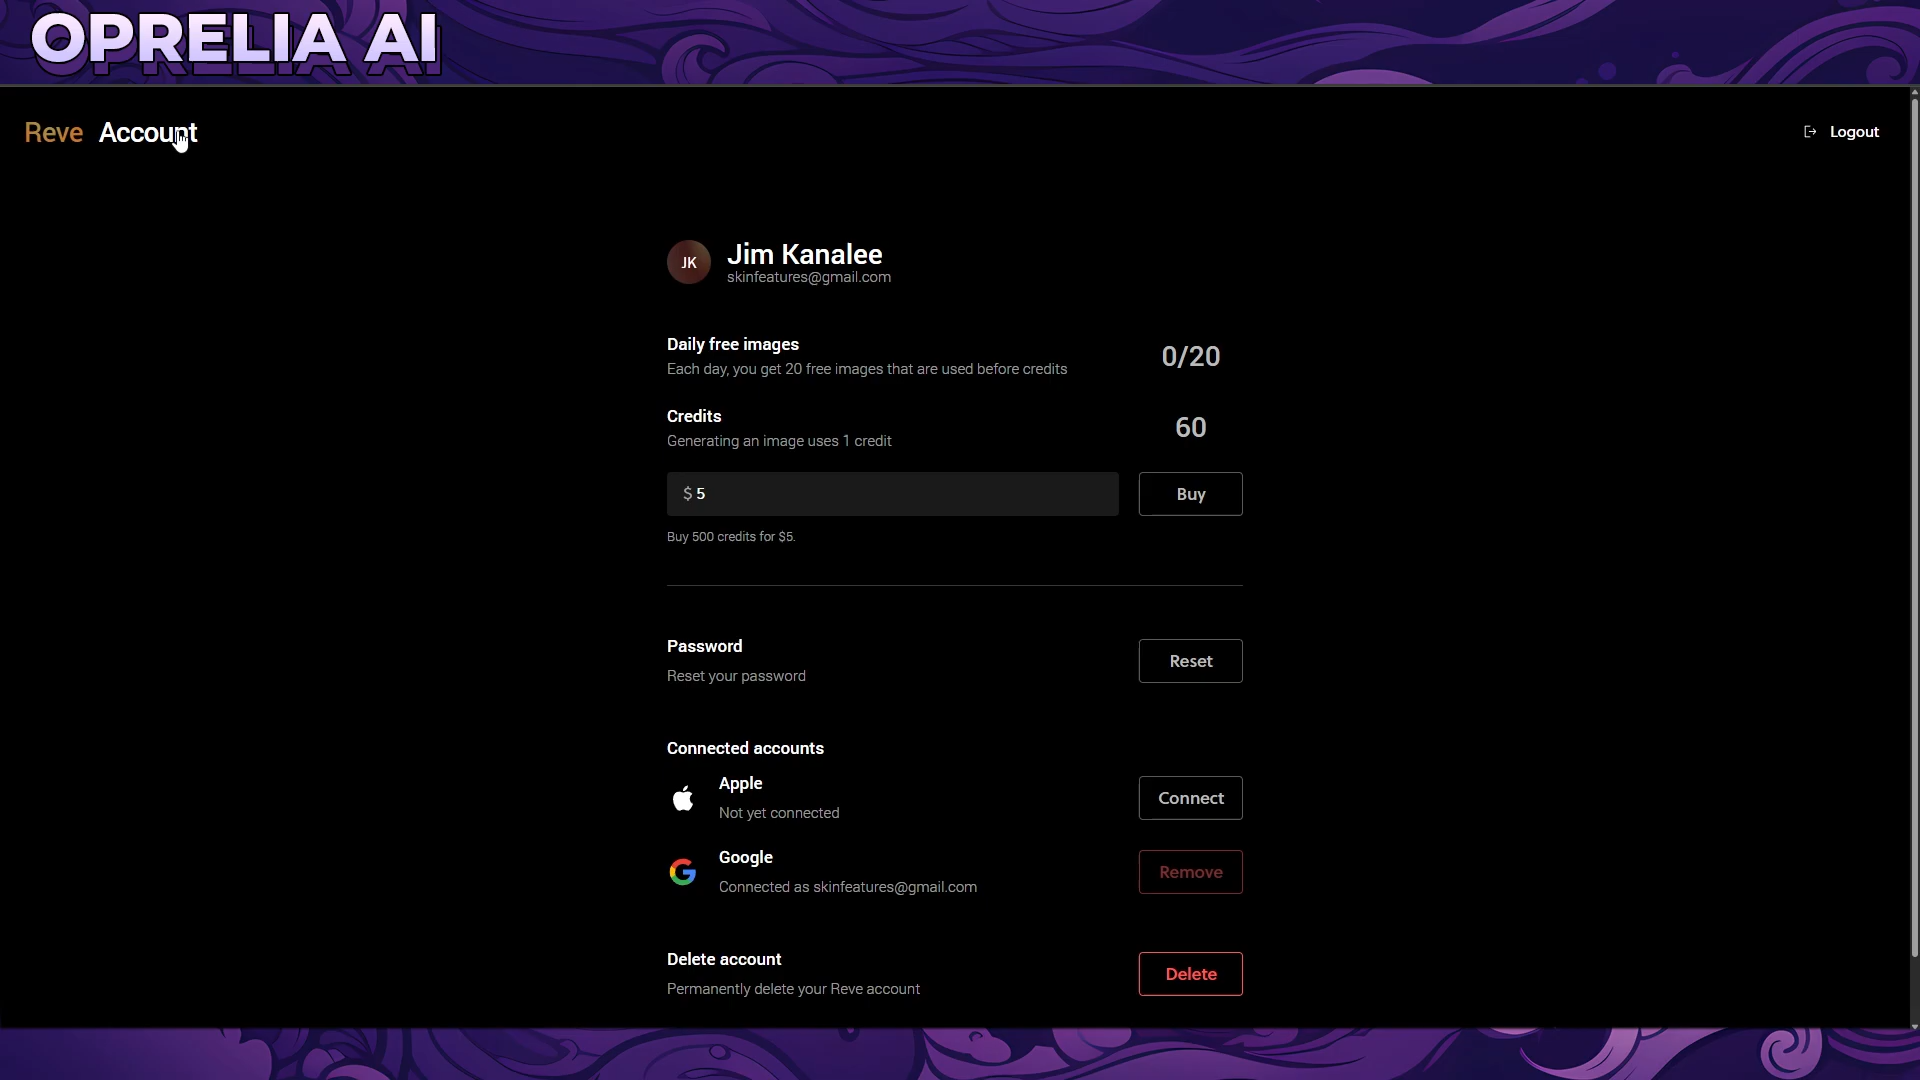 OPRELIA AI
Reve Account
Logout
JK
Jim Kanalee
skinfeatures@gmail.com
Daily free images
Each day, you get 20 free images that are used before credits
0/20
Credits
Generating an image uses 1 credit
60
$ 5
Buy
Buy 500 credits for $5.
Password
Reset your password
Reset
Connected accounts
Apple
Not yet connected
Connect
Google
Connected as skinfeatures@gmail.com
Remove
Delete account
Permanently delete your Reve account
Delete